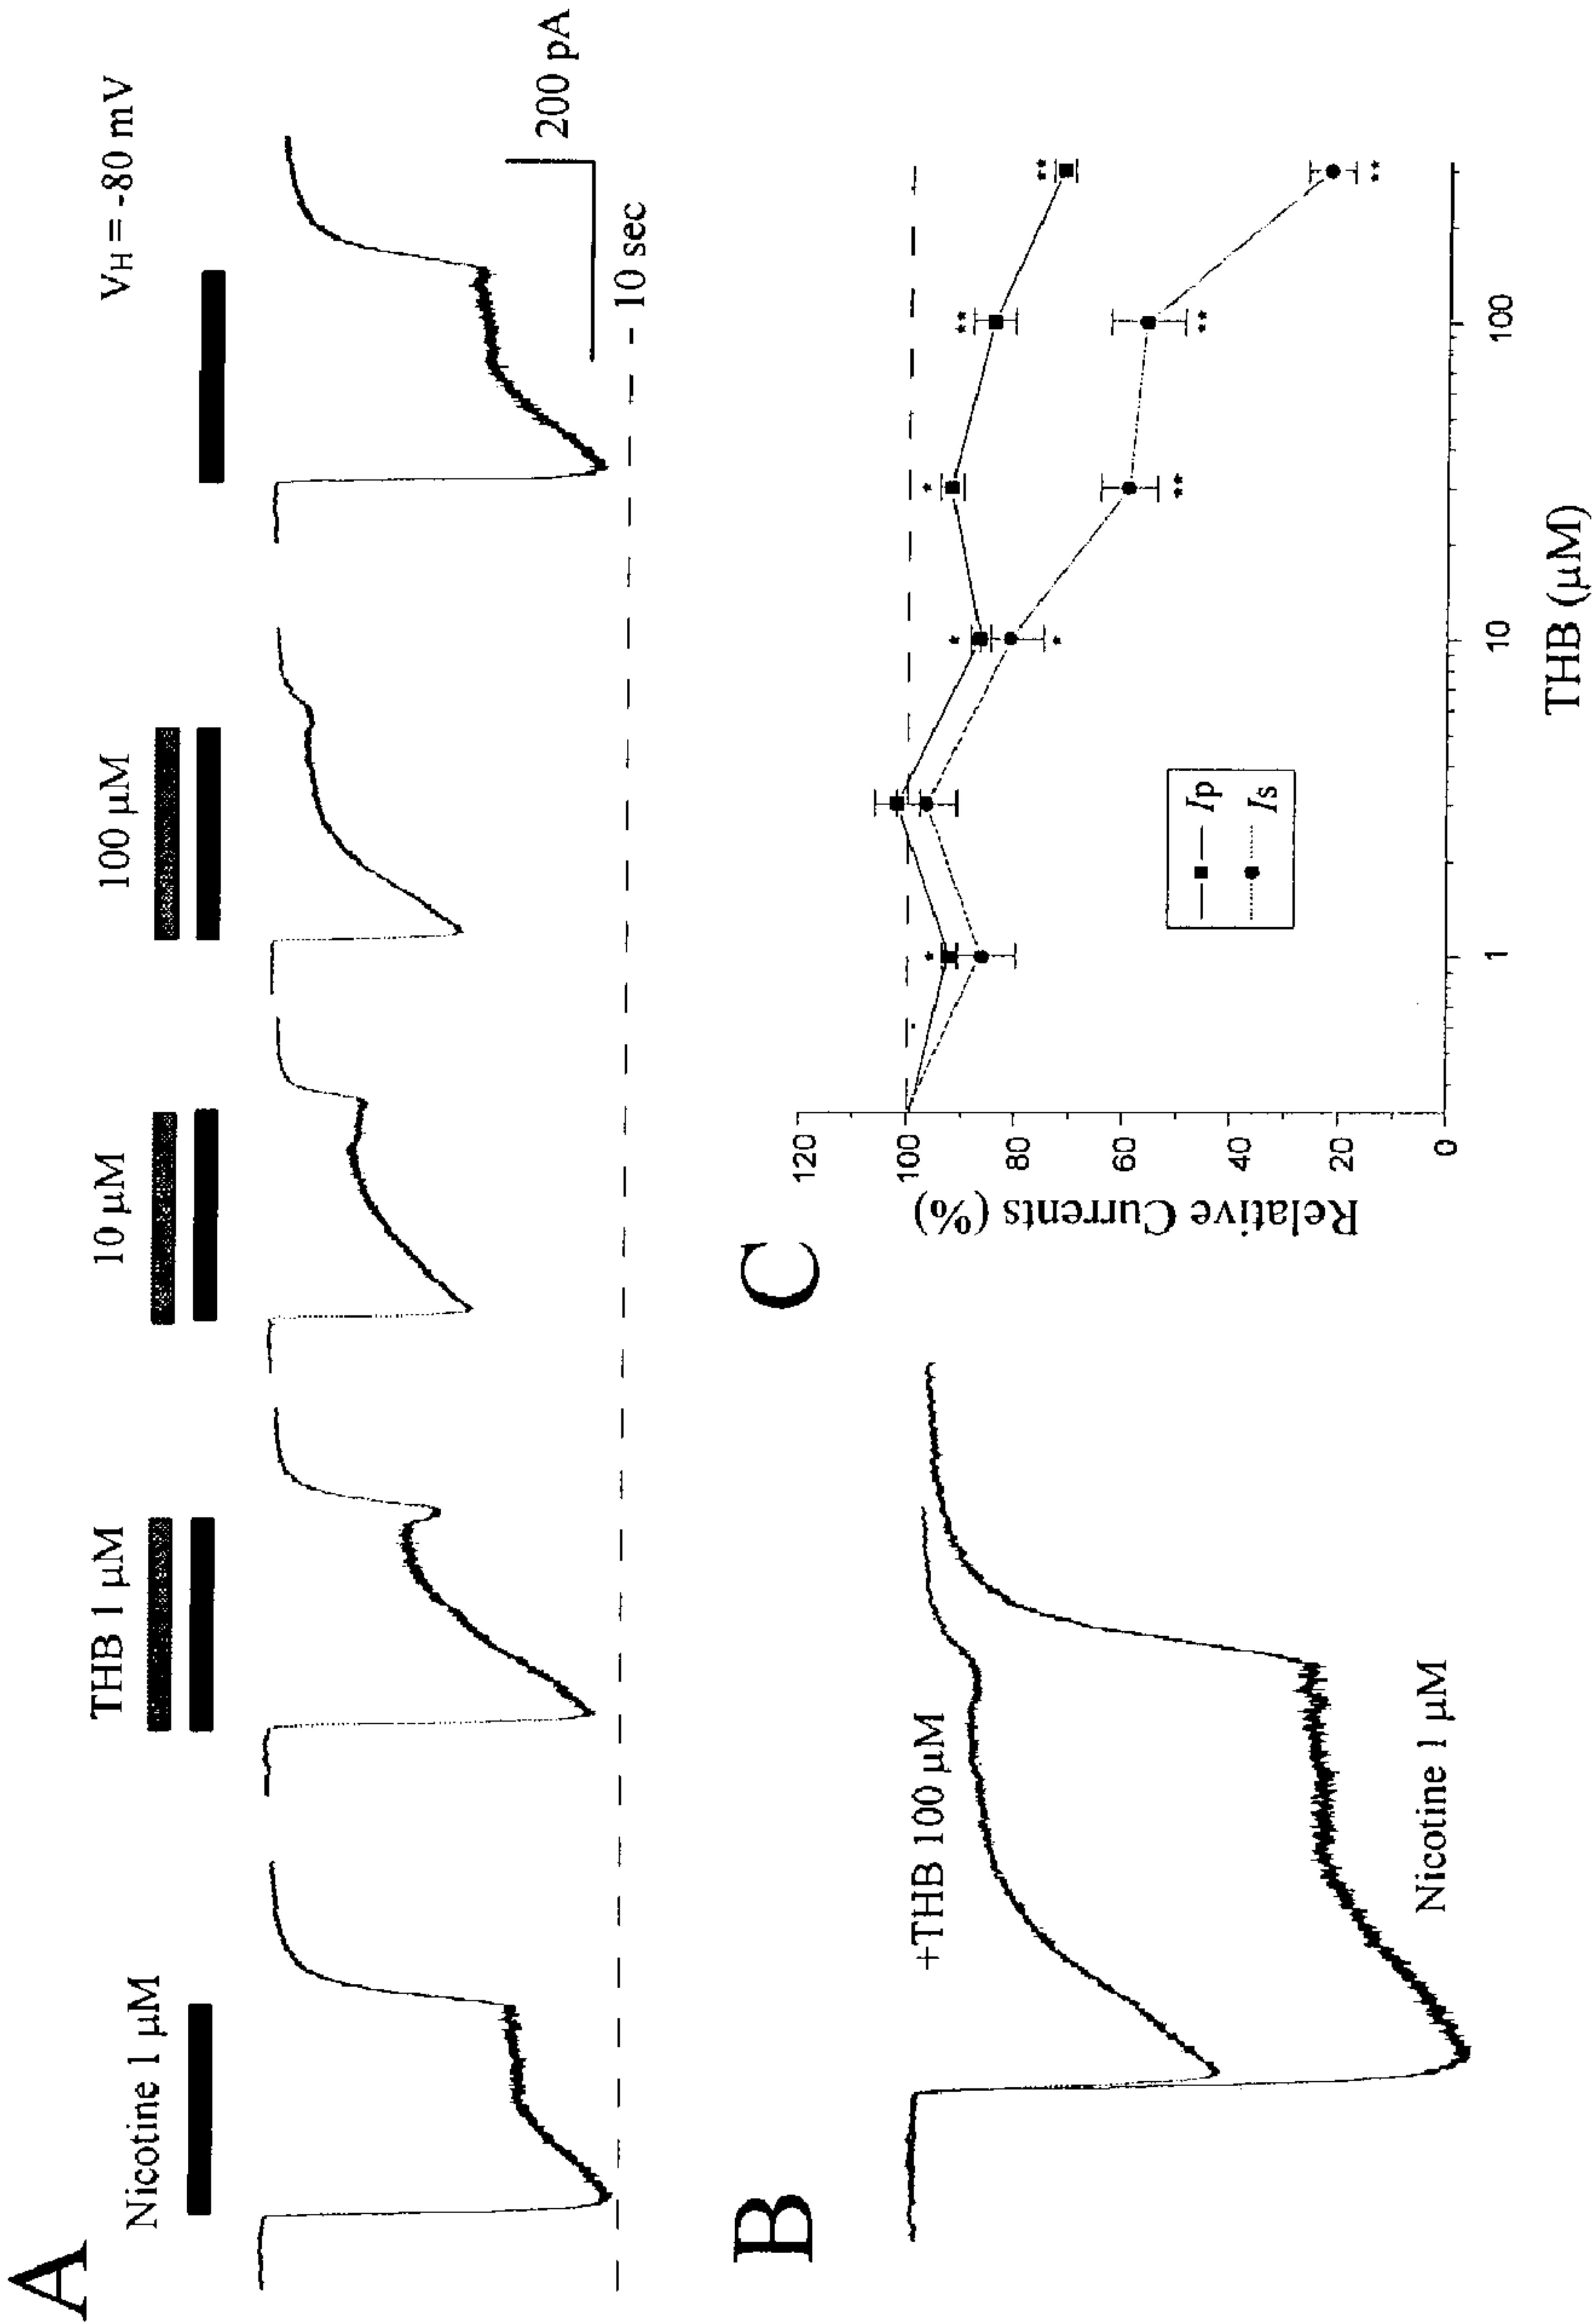 A
Nicotine 1 µM
THB 1 µM
10 µM
100 µM
VH = -80 mV
200 pA
10 sec
B
+THB 100 µM
Nicotine 1 µM
C
Relative Currents (%)
120
100
80
60
40
20
0
*
*
*
**
**
*
**
**
**
Ip
Is
1
10
100
THB (µM)